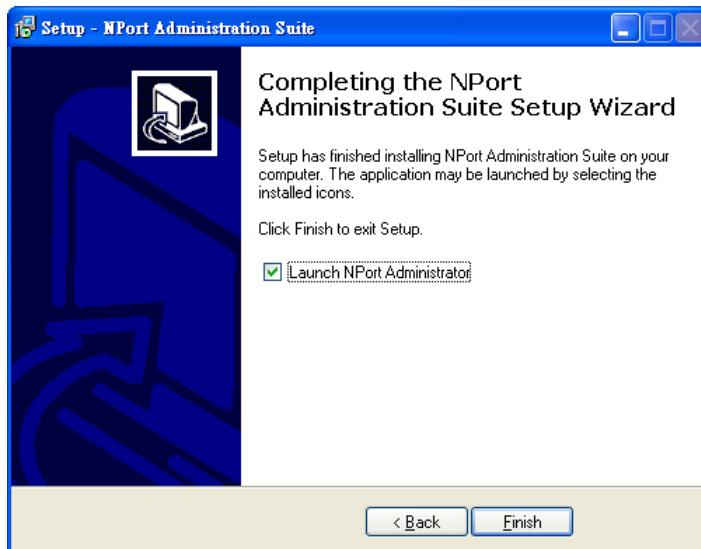 Setup - NPort Administration Suite
Completing the NPort
Administration Suite Setup Wizard
Setup has finished installing NPort Administration Suite on your
computer. The application may be launched by selecting the
installed icons.
Click Finish to exit Setup.
Launch NPort Administrator
< Back
Finish